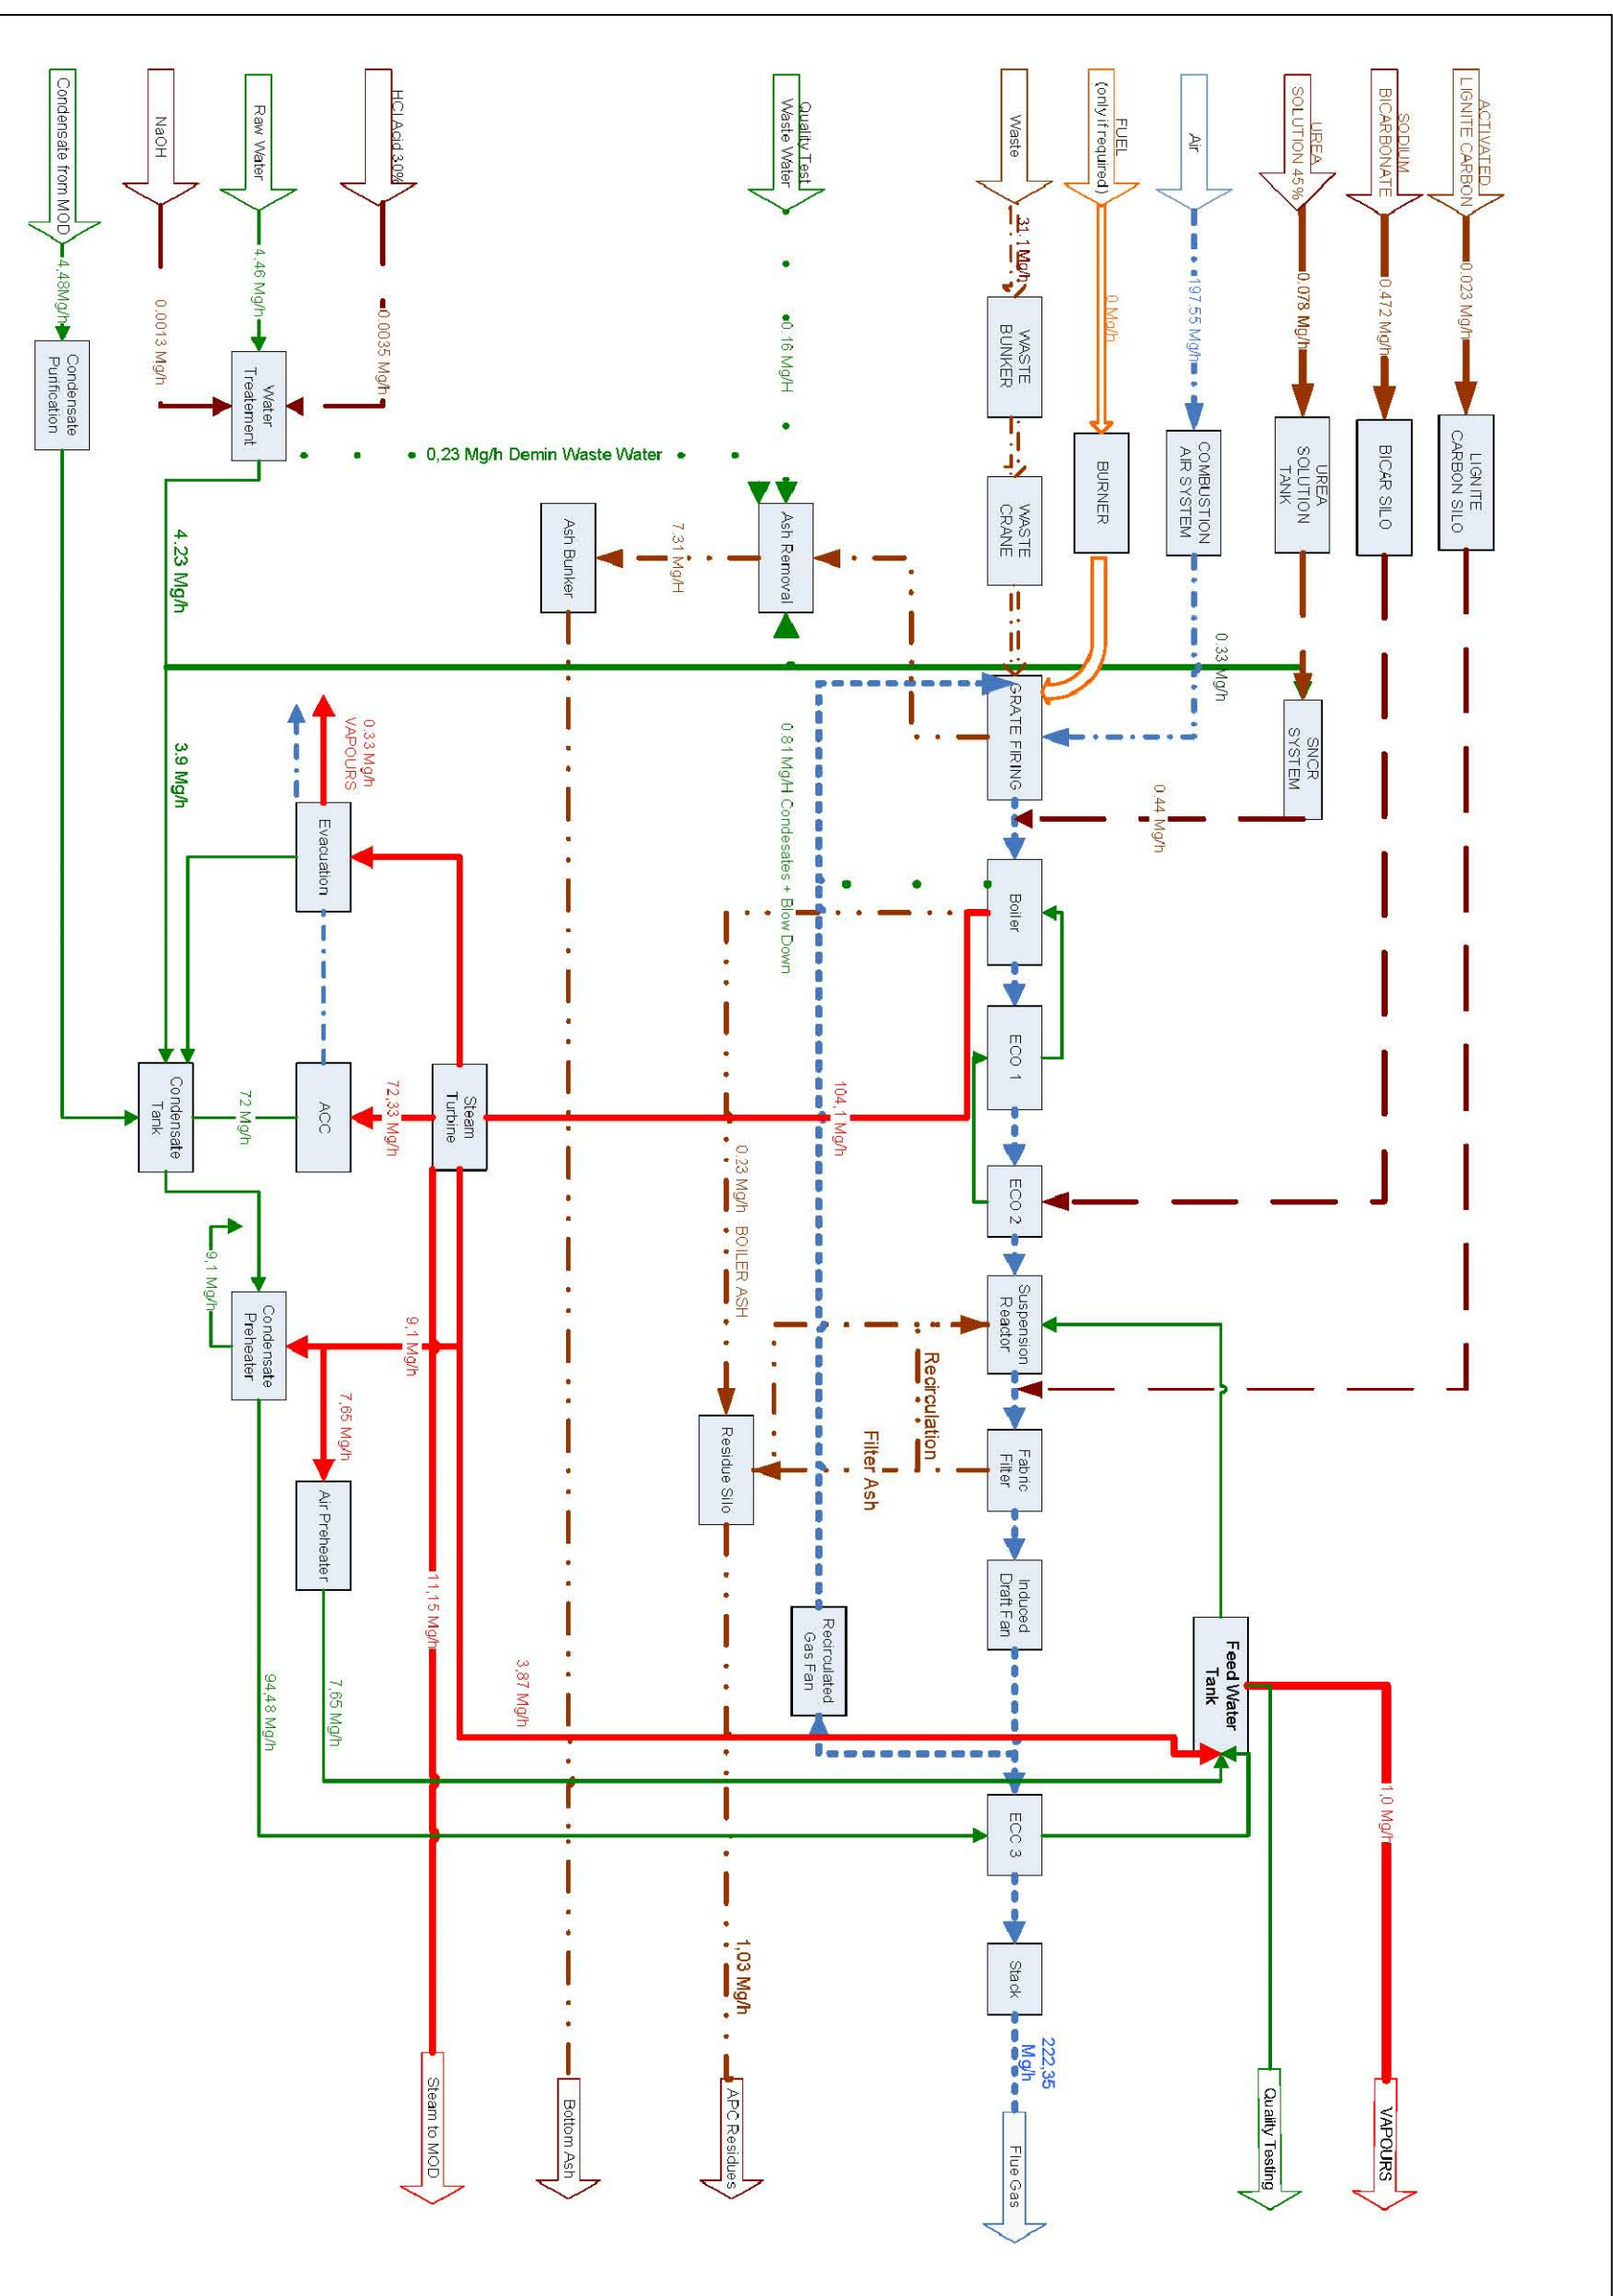 ACTIVATED
LIGNITE CARBON
0.023 Mg/h
LIGNITE
CARBON SILO
SODIUM
BICARBONATE
0.472 Mg/h
BICAR SILO
UREA
SOLUTION 45%
0.078 Mg/h
UREA
SOLUTION
TANK
SNCR
SYSTEM
0.33 Mg/h
0.44 Mg/h
Feed Water
Tank
1,0 Mg/h
VAPOURS
Quality Testing
Air
197.55 Mg/h
COMBUSTION
AIR SYSTEM
FUEL
(only if required)
0 Mg/h
BURNER
Waste
31.1 Mg/h
WASTE
BUNKER
WASTE
CRANE
GRATE FIRING
Boiler
ECO 1
ECO 2
Suspension
Reactor
Fabric
Filter
Induced
Draft Fan
ECC 3
Stack
222,35
Mg/h
Flue Gas
Recirculation
Filter Ash
Recirculated
Gas Fan
104,1 Mg/h
Quality Test
Waste Water
0.16 Mg/H
Ash Removal
0.81 Mg/H Condesates + Blow Down
0.23 Mg/h BOILER ASH
Residue Silo
1,03 Mg/h
APC Residues
7.31 Mg/H
Ash Bunker
Bottom Ash
0,23 Mg/h Demin Waste Water
3,87 Mg/h
Steam
Turbine
11,15 Mg/h
Steam to MOD
HCl Acid 30%
0.0035 Mg/h
72,33 Mg/h
9,1 Mg/h
0.33 Mg/h
VAPOURS
Evacuation
ACC
7,65 Mg/h
Air Preheater
7,65 Mg/h
Raw Water
4.46 Mg/h
Water
Treatement
72 Mg/h
Condensate
Preheater
94,48 Mg/h
9,1 Mg/h
NaOH
0.0013 Mg/h
4.23 Mg/h
3.9 Mg/h
Condensate
Tank
Condensate from MOD
4,48Mg/h
Condensate
Purification